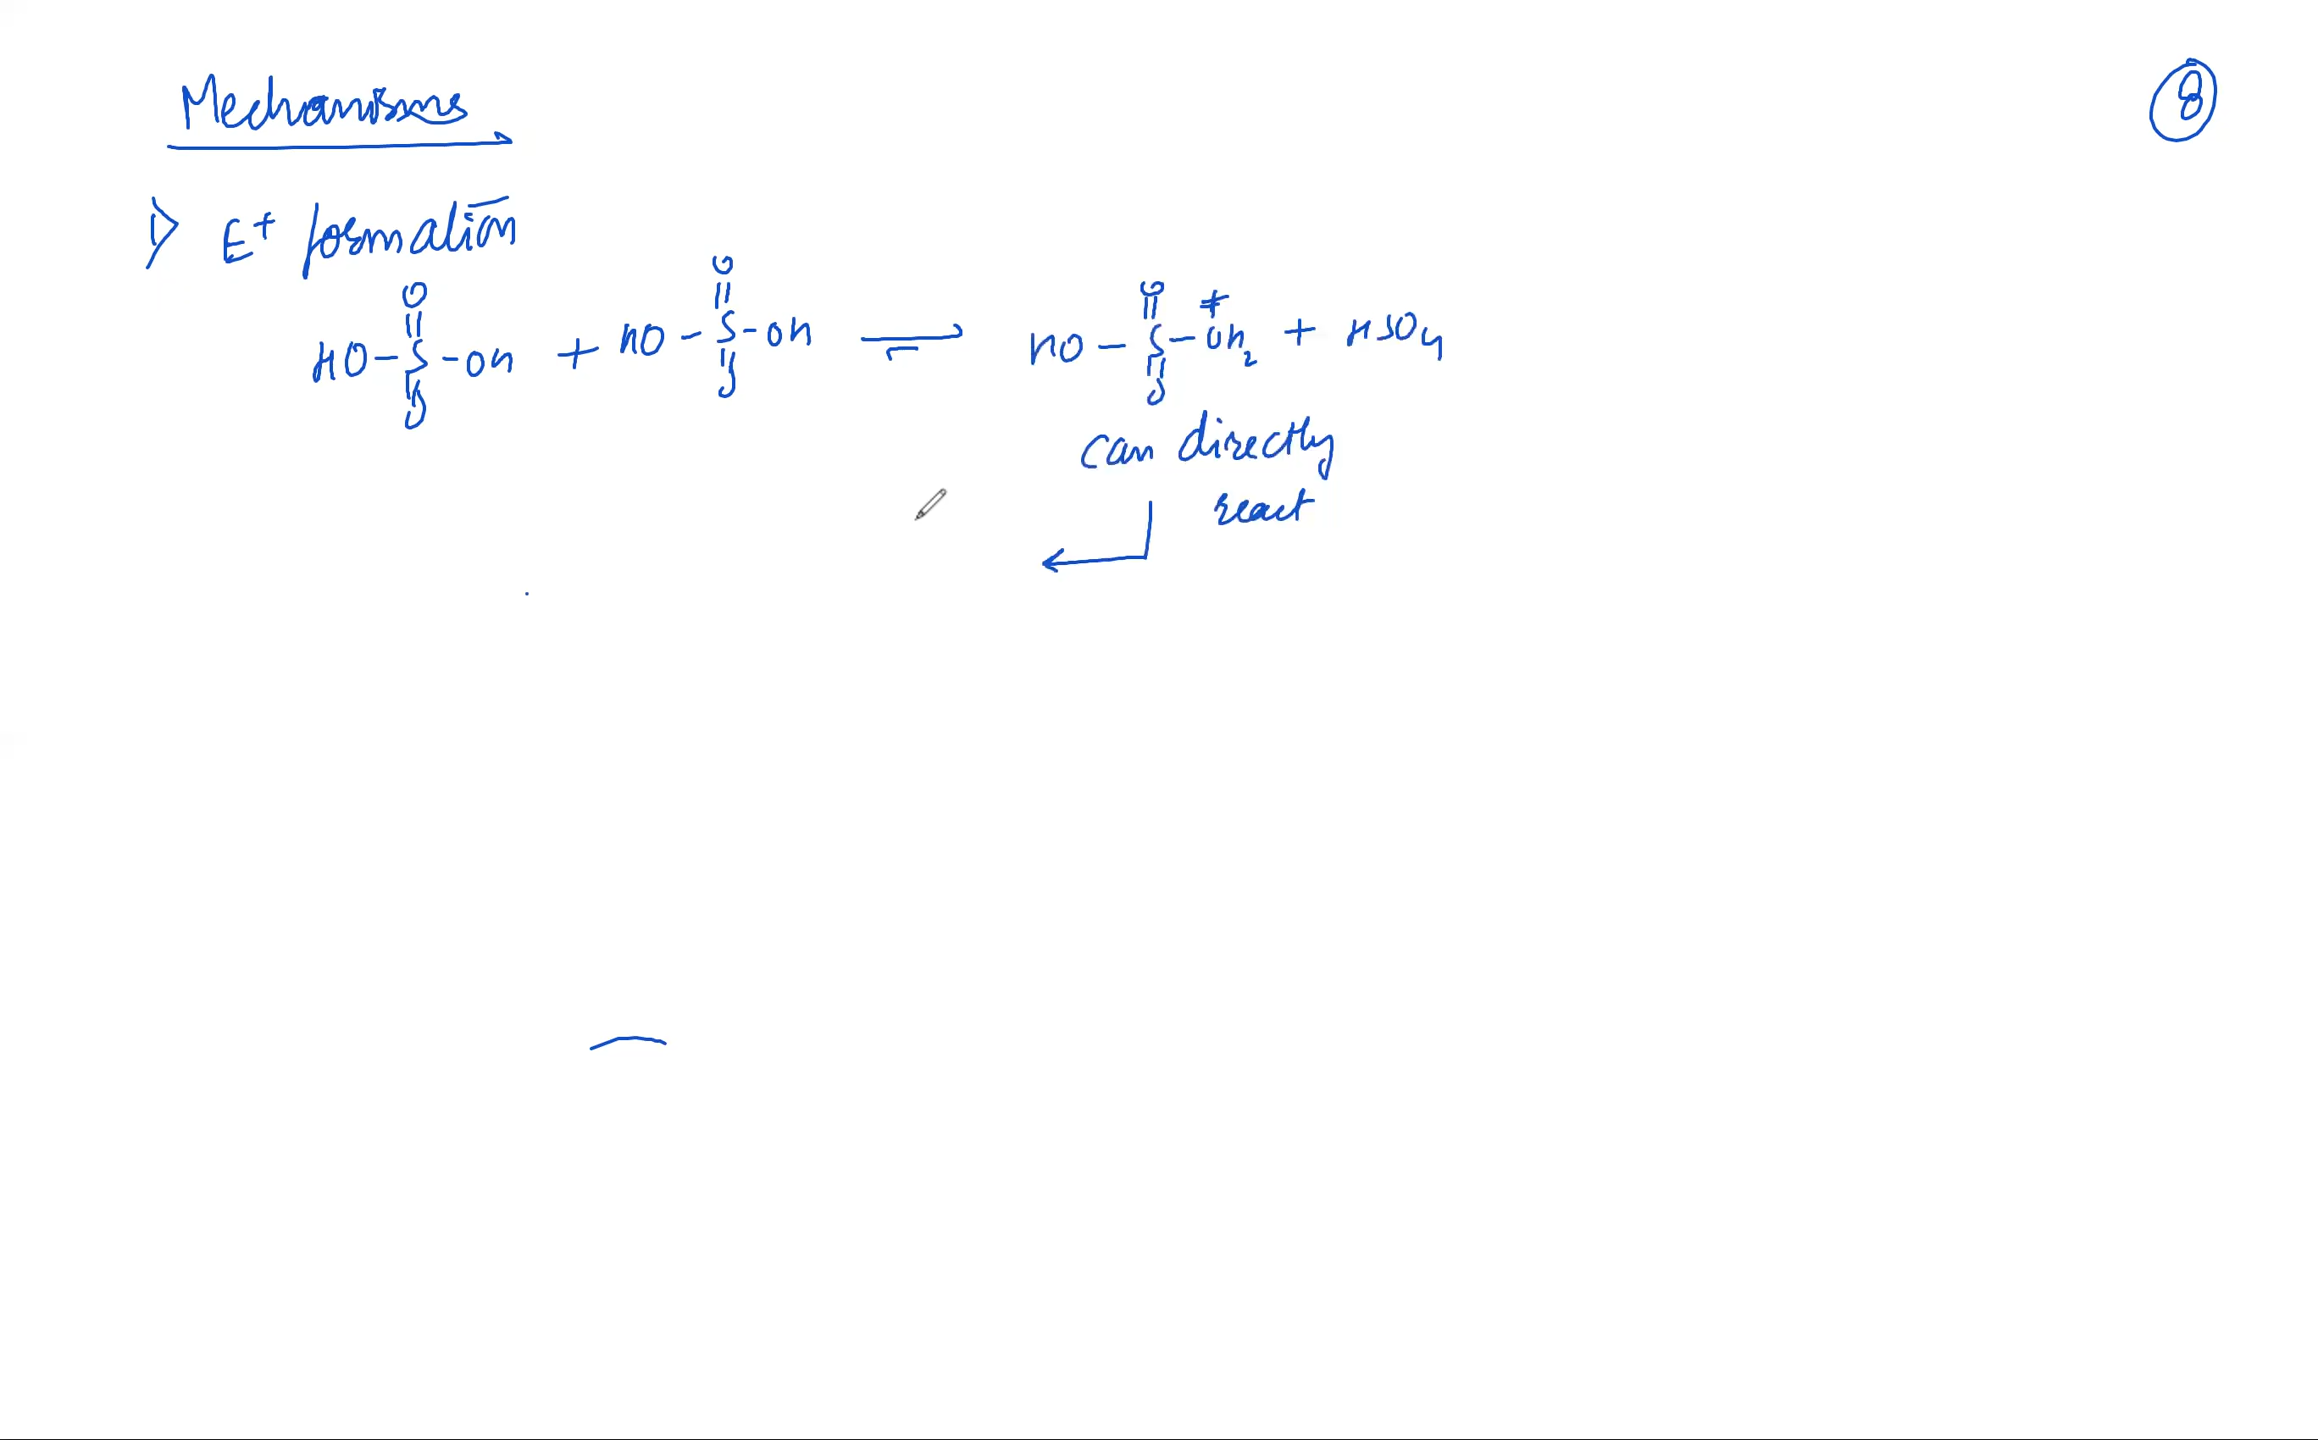 Mechanisms
8
1> E+ formation
O O O +
|| || ||
HO-S-OH + HO-S-OH ⇌ HO-S-OH2 + HSO4
|| || ||
O O O
can directly
react